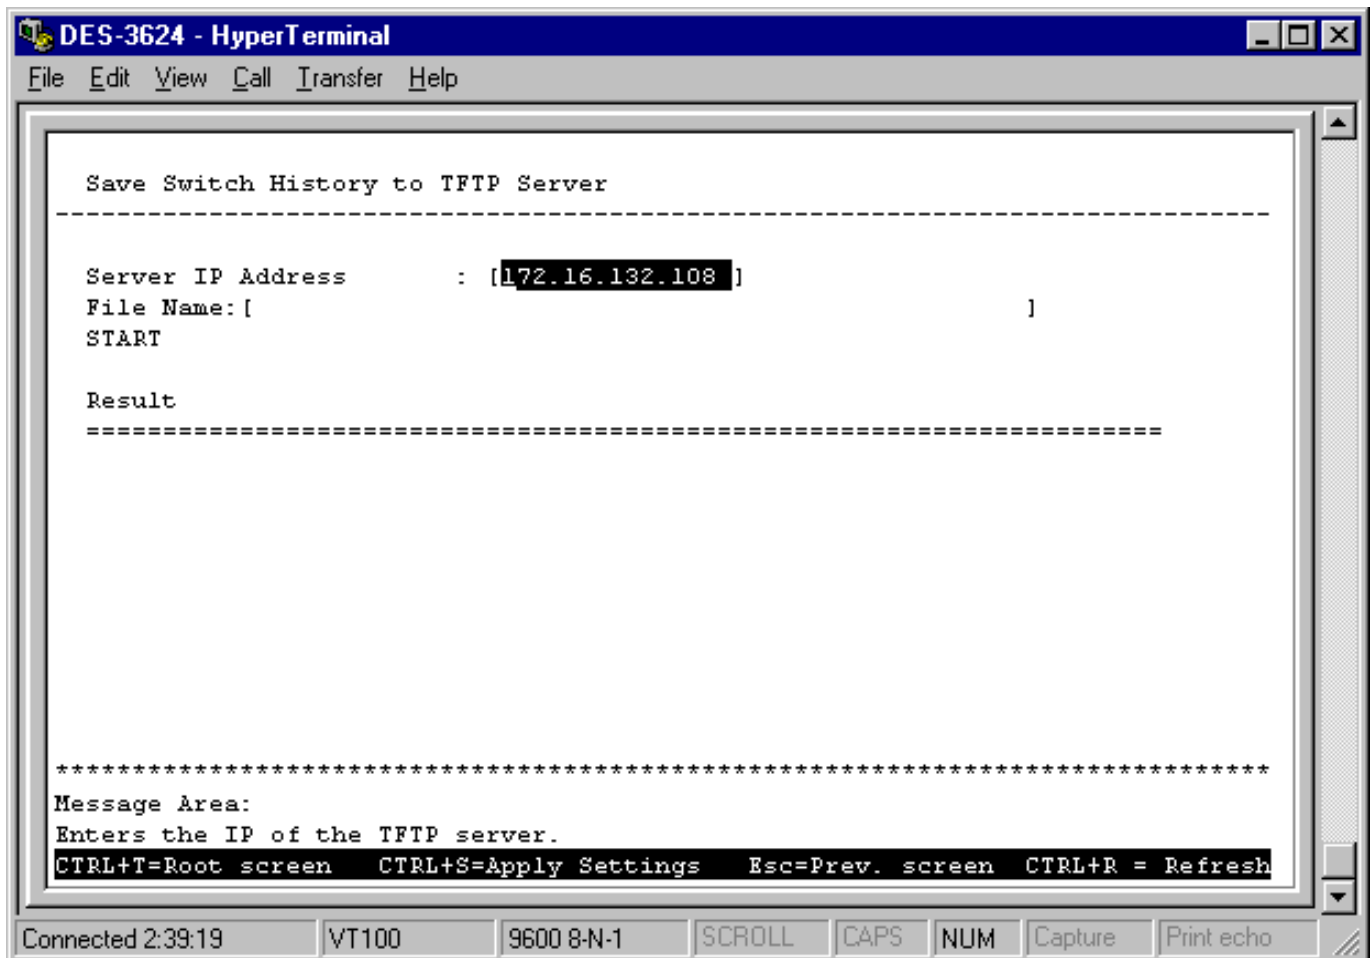 DES-3624 - HyperTerminal
File Edit View Call Transfer Help
Save Switch History to TFTP Server
-------------------------------------------------------------------------------
Server IP Address : [172.16.132.108 ]
File Name:[ ]
START
Result
======================================================================
*******************************************************************************
Message Area:
Enters the IP of the TFTP server.
CTRL+T=Root screen CTRL+S=Apply Settings Esc=Prev. screen CTRL+R = Refresh
Connected 2:39:19 VT100 9600 8-N-1 SCROLL CAPS NUM Capture Print echo